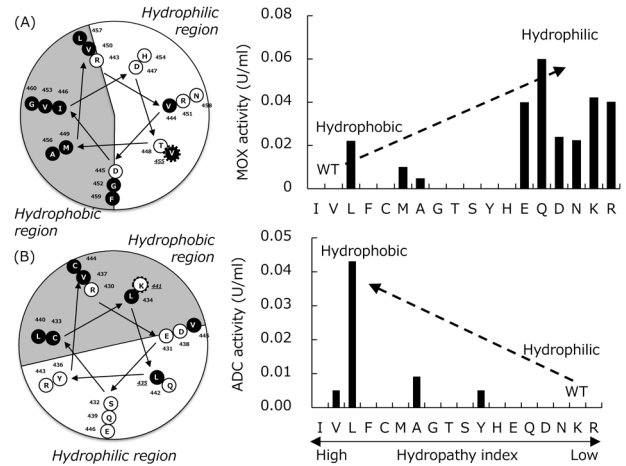 (A)
Hydrophilic region
457
L
V
450
R
443
H
454
D
447
460
453
446
G
V
I
V
R
N
458
444
451
449
456
M
A
T
448
V
455
445
D
452
G
459
F
Hydrophobic region
MOX activity (U/ml)
0.08
0.06
0.04
0.02
0
Hydrophilic
Hydrophobic
WT
I V L F C M A G T S Y H E Q D N K R
(B)
Hydrophobic region
C
444
V
437
R
430
K
441
L
434
440
433
L
C
E
D
V
431
438
445
443
436
R
Y
L
435
442
Q
432
S
439
Q
446
E
Hydrophilic region
ADC activity (U/ml)
0.05
0.04
0.03
0.02
0.01
0.00
Hydrophobic
Hydrophilic
WT
I V L F C M A G T S Y H E Q D N K R
High Hydropathy index Low